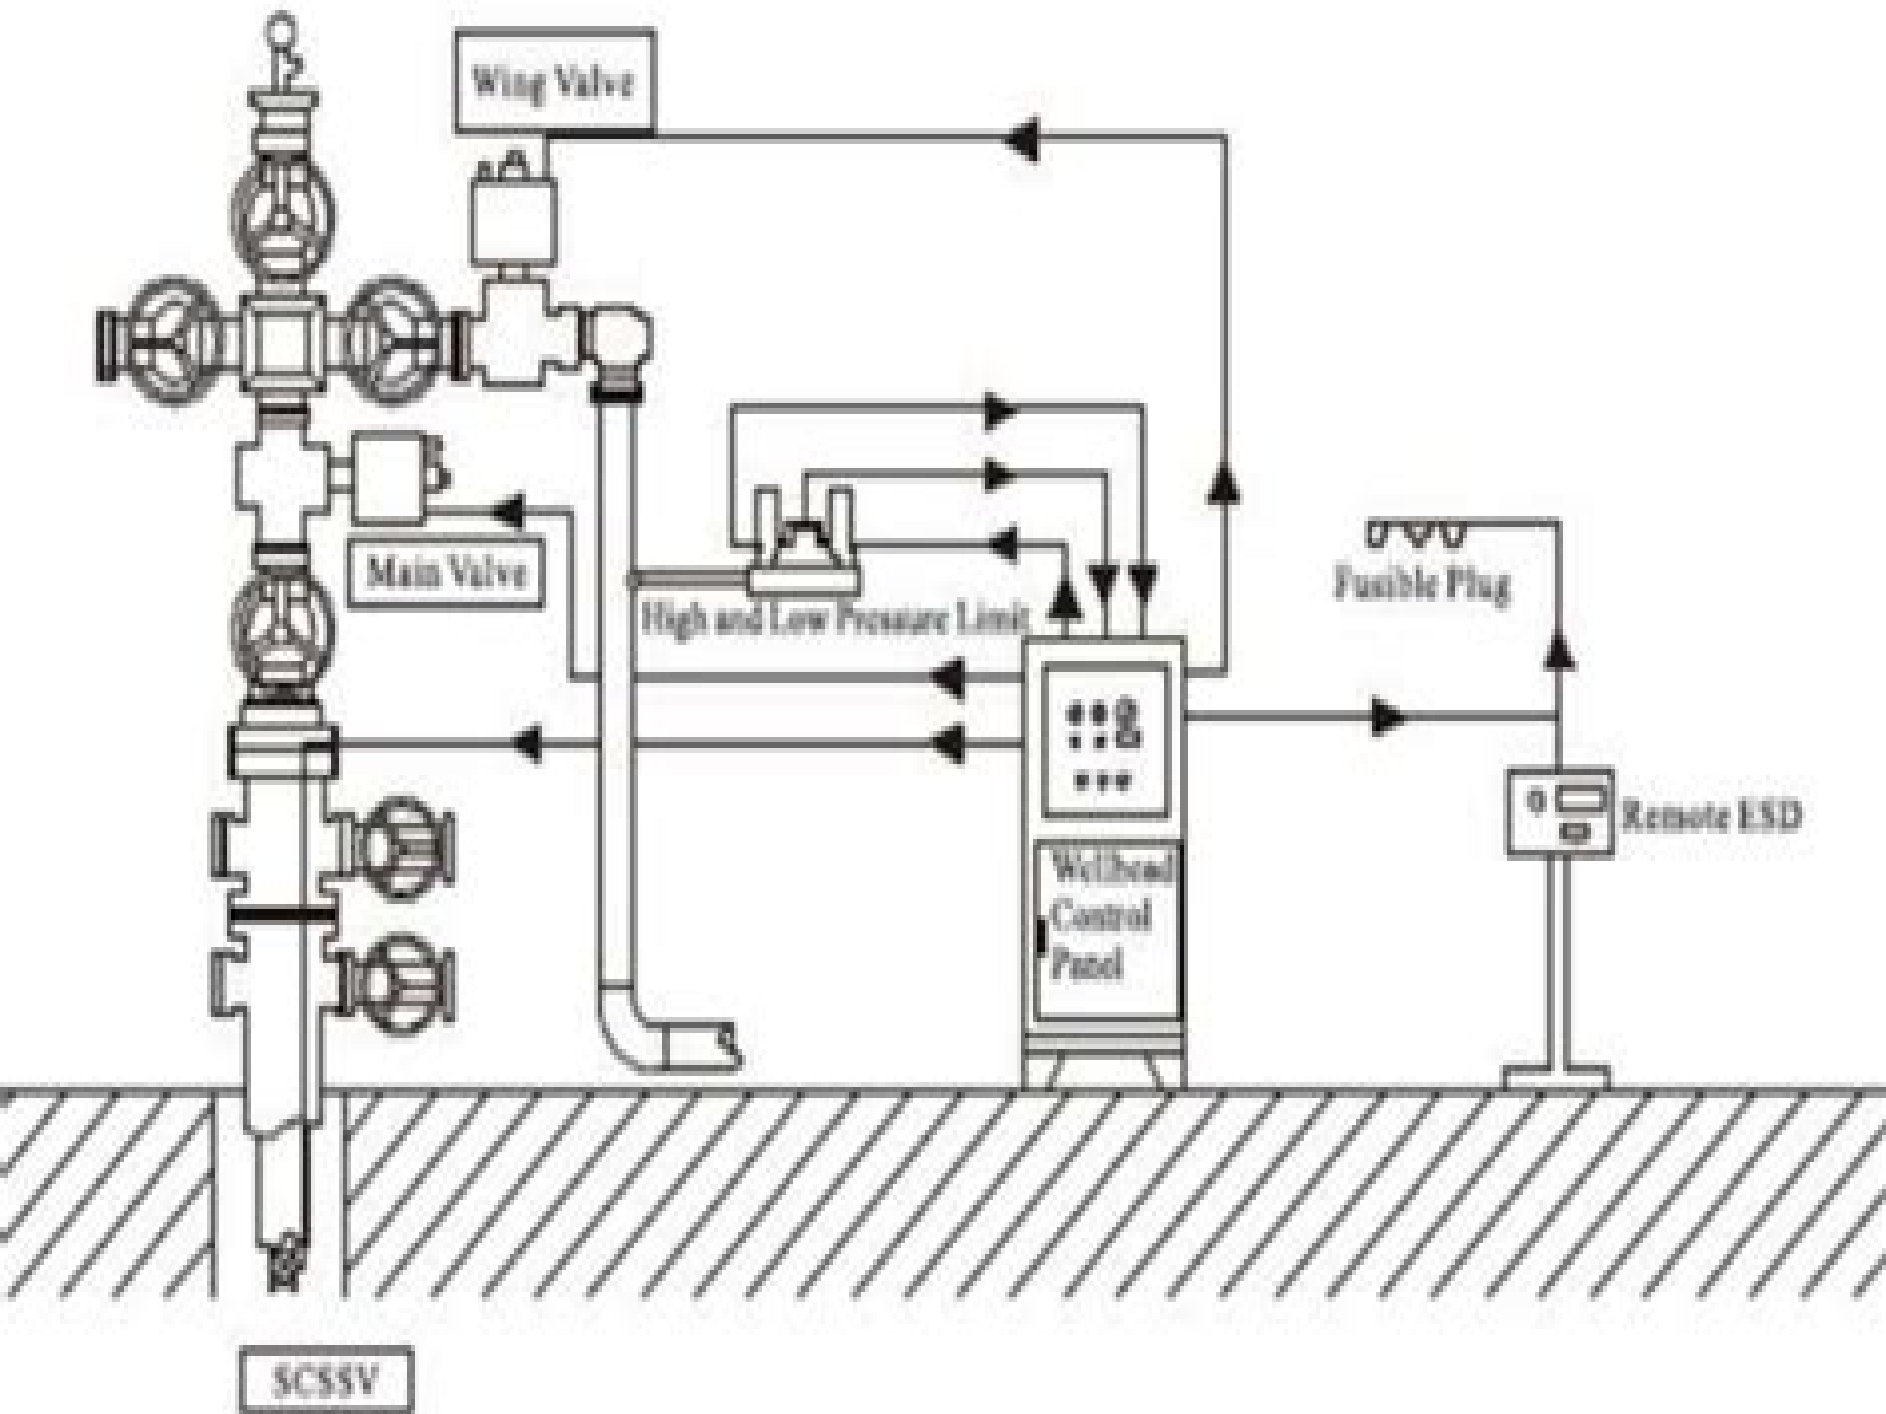 Wing Valve
Main Valve
High and Low Pressure Limit
Fusible Plug
Remote ESD
Wellhead
Control
Panel
SCSSV